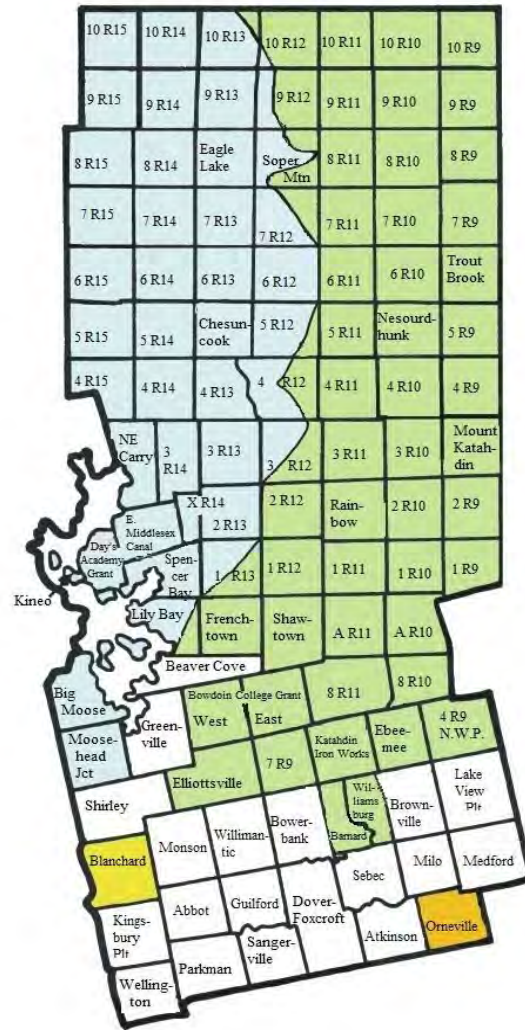 10 R15 10 R14 10 R13 10 R12 10 R11 10 R10 10 R9
9 R15 9 R14 9 R13 9 R12 9 R11 9 R10 9 R9
8 R15 8 R14 Eagle Lake Soper Mtn 8 R11 8 R10 8 R9
7 R15 7 R14 7 R13 7 R12 7 R11 7 R10 7 R9
6 R15 6 R14 6 R13 6 R12 6 R11 6 R10 Trout Brook
5 R15 5 R14 Chesun-
cook 5 R12 5 R11 Nesourd-
hunk 5 R9
4 R15 4 R14 4 R13 4 R12 4 R11 4 R10 4 R9
NE
Carry
3
R14
3 R13
3 R12
3 R11
3 R10
Mount
Katah-
din
X R14
2 R13
2 R12
Rain-
bow
2 R10
2 R9
E.
Middlesex
Canal
Day's
Academy
Grant
Kineo
Spen-
cer
Bay
1 R13
1 R12
1 R11
1 R10
1 R9
Lily Bay
French-
town
Shaw-
town
A R11
A R10
Beaver Cove
Big
Moose
Green-
ville
Bowdoin College Grant
West
East
8 R11
8 R10
Moose-
head
Jct
Elliottsville
7 R9
Katahdin
Iron Works
Ebee-
mee
4 R9
N.W.P.
Shirley
Monson
Williman-
tic
Bower-
bank
Barnard
Wil-
liams
burg
Brown-
ville
Lake
View
Plt
Blanchard
Abbot
Guilford
Dover-
Foxcroft
Sebec
Milo
Medford
Kings-
bury
Plt
Parkman
Sanger-
ville
Atkinson
Orneville
Welling-
ton